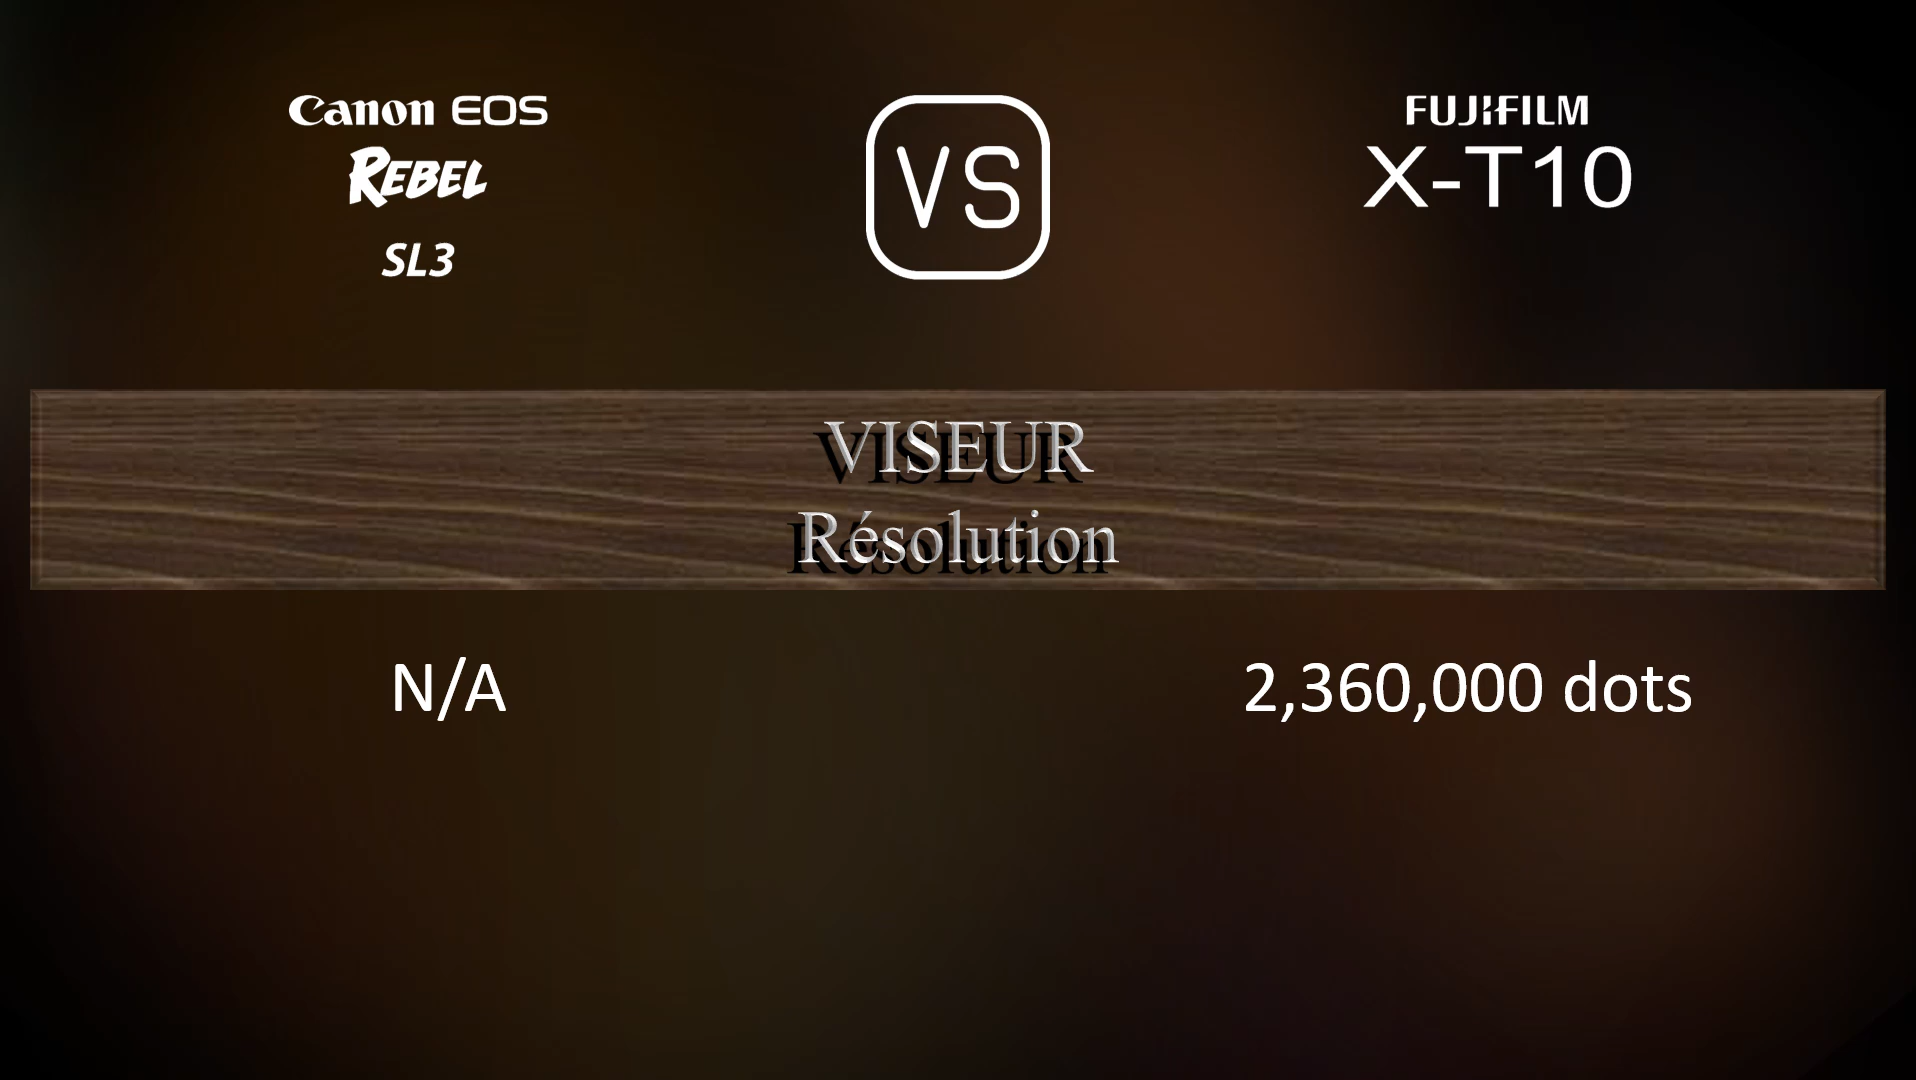 Canon EOS
REBEL
SL3
VS
FUJIFILM
X-T10
VISEUR
Résolution
N/A
2,360,000 dots